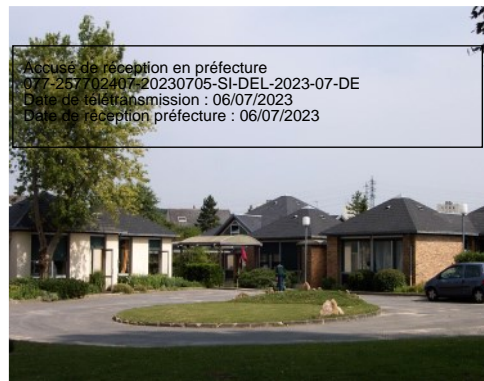 Accusé de réception en préfecture
077-257702407-20230705-SI-DEL-2023-07-DE
Date de télétransmission : 06/07/2023
Date de réception préfecture : 06/07/2023